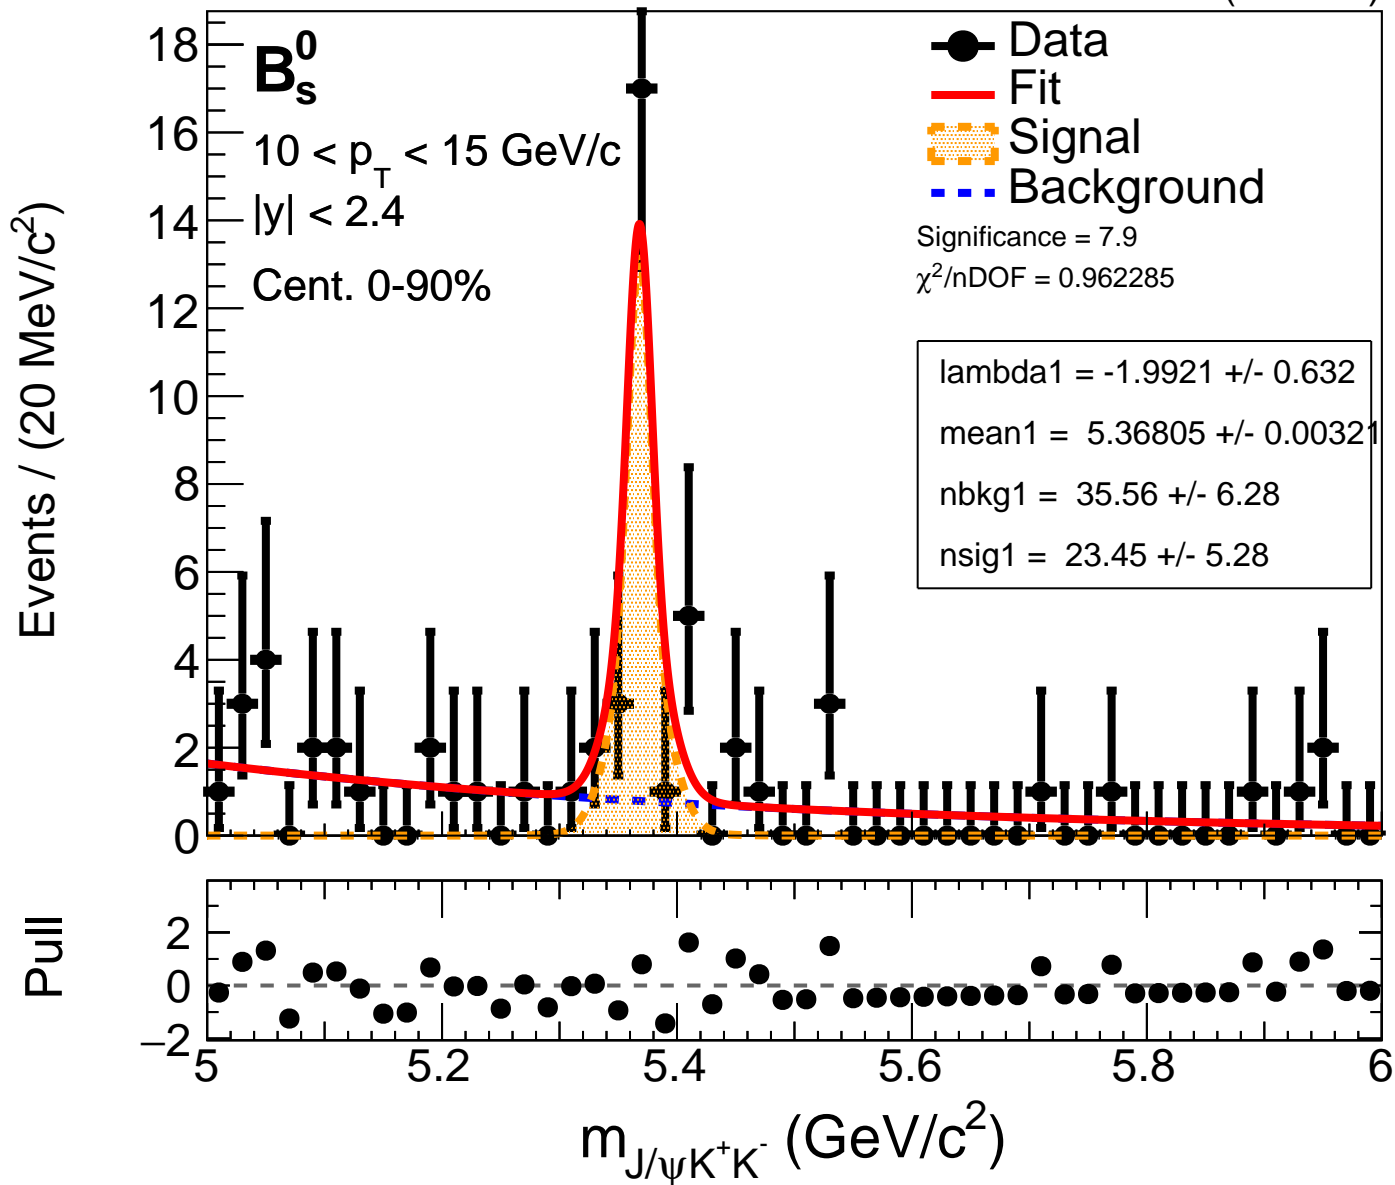 B⁰ₛ
10 < p_T < 15 GeV/c
|y| < 2.4
Cent. 0-90%
Data
Fit
Signal
Background
Significance = 7.9
χ²/nDOF = 0.962285
lambda1 = -1.9921 +/- 0.632
mean1 = 5.36805 +/- 0.00321
nbkg1 = 35.56 +/- 6.28
nsig1 = 23.45 +/- 5.28
Events / (20 MeV/c²)
18
16
14
12
10
8
6
4
2
0
Pull
2
0
−2
5 5.2 5.4 5.6 5.8 6
m_J/ψK⁺K⁻ (GeV/c²)